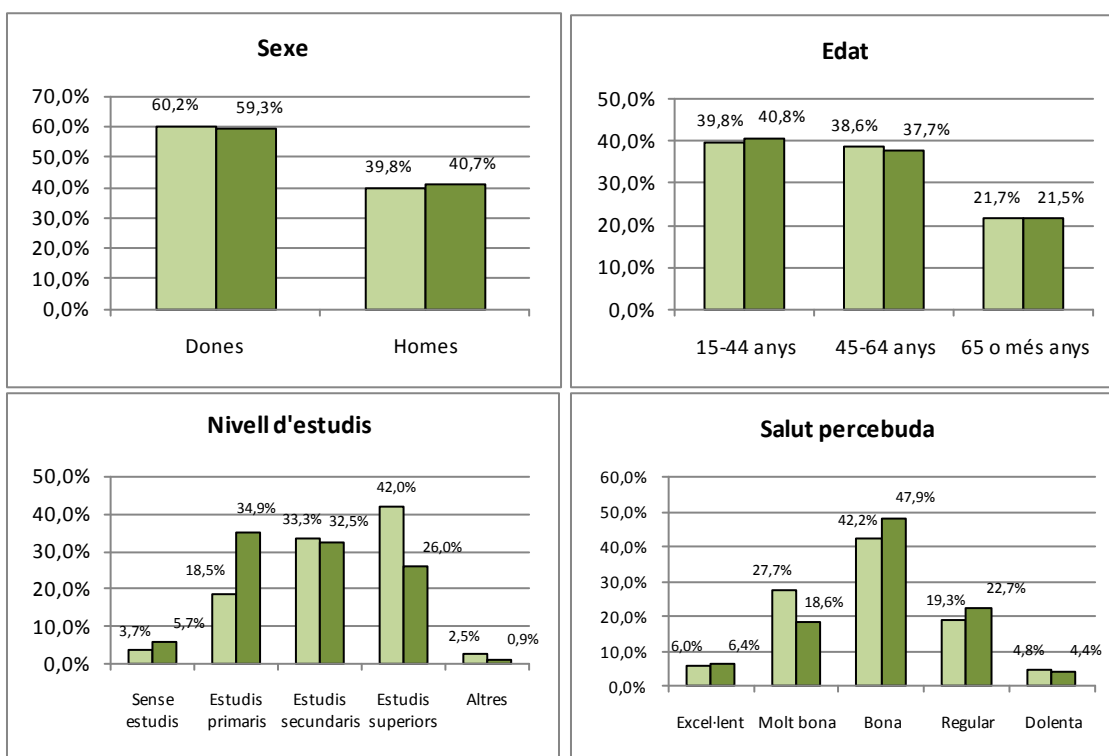 Sexe
70,0%
60,0%
50,0%
40,0%
30,0%
20,0%
10,0%
0,0%
60,2%
59,3%
39,8%
40,7%
Dones
Homes
Edat
50,0%
40,0%
30,0%
20,0%
10,0%
0,0%
39,8%
40,8%
38,6%
37,7%
21,7%
21,5%
15-44 anys
45-64 anys
65 o més anys
Nivell d'estudis
50,0%
40,0%
30,0%
20,0%
10,0%
0,0%
3,7%
5,7%
18,5%
34,9%
33,3%
32,5%
42,0%
26,0%
2,5%
0,9%
Sense
estudis
Estudis
primaris
Estudis
secundaris
Estudis
superiors
Altres
Salut percebuda
60,0%
50,0%
40,0%
30,0%
20,0%
10,0%
0,0%
6,0%
6,4%
27,7%
18,6%
42,2%
47,9%
19,3%
22,7%
4,8%
4,4%
Excel·lent
Molt bona
Bona
Regular
Dolenta